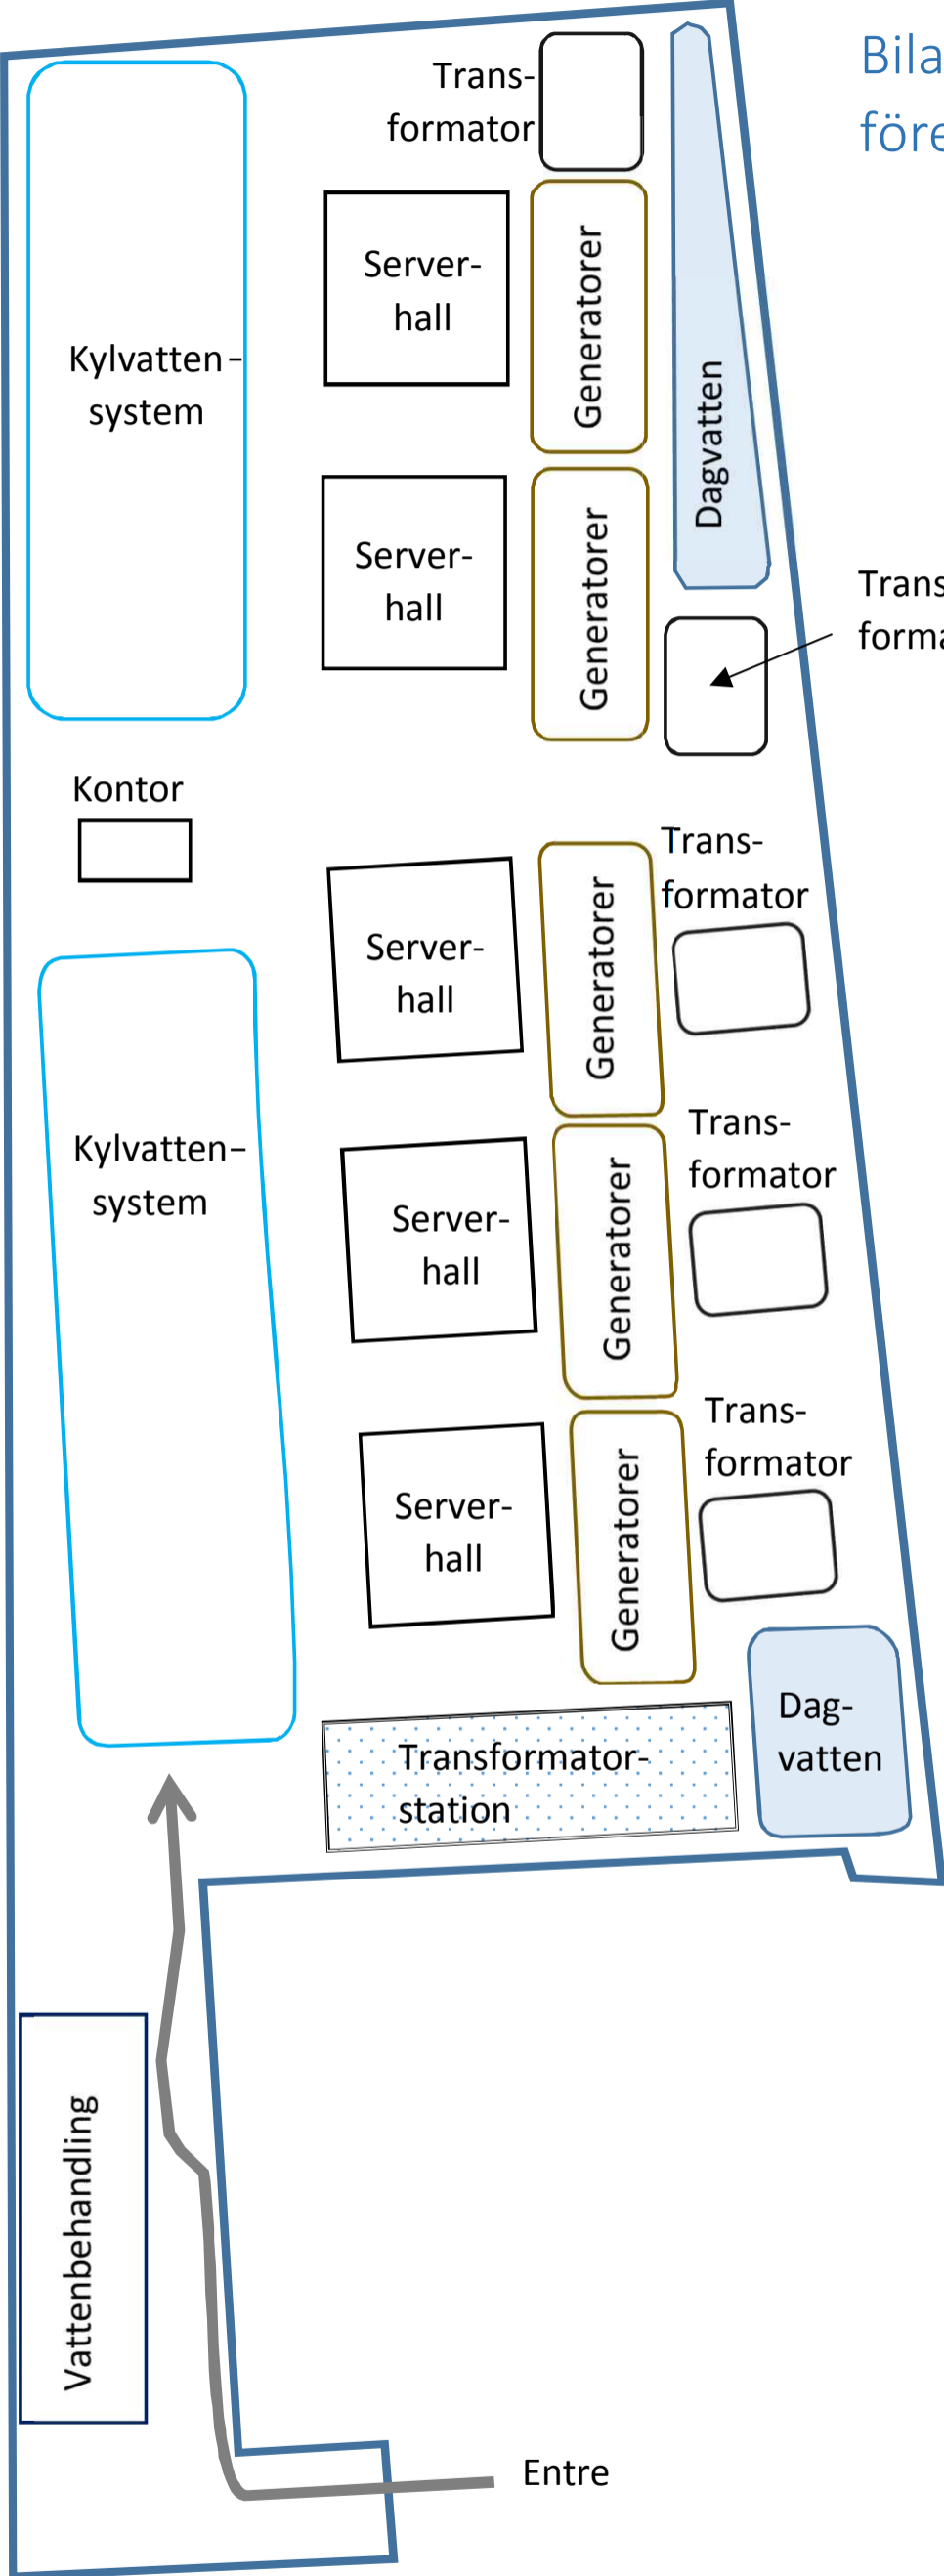 Trans-
formator
Server-
hall
Generatorer
Kylvatten-
system
Dagvatten
Server-
hall
Generatorer
Kontor
Trans-
formator
Server-
hall
Generatorer
Kylvatten-
system
Trans-
formator
Server-
hall
Generatorer
Trans-
formator
Server-
hall
Generatorer
Dag-
vatten
Transformator-
station
Vattenbehandling
Entre